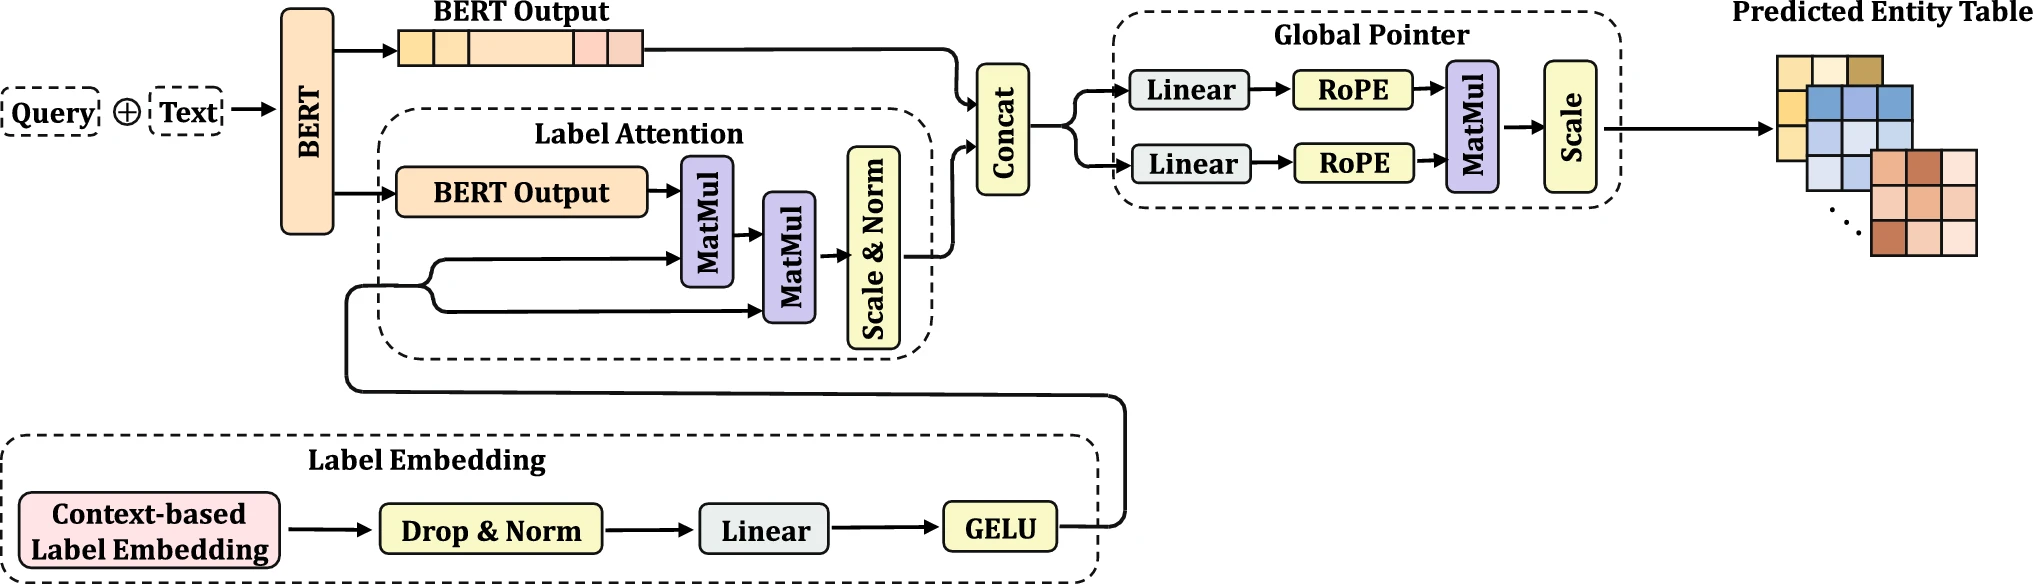 BERT Output
Predicted Entity Table
Global Pointer
Query ⊕ Text
BERT
Label Attention
BERT Output
MatMul
MatMul
Scale & Norm
Concat
Linear
RoPE
Linear
RoPE
MatMul
Scale
Label Embedding
Context-based
Label Embedding
Drop & Norm
Linear
GELU